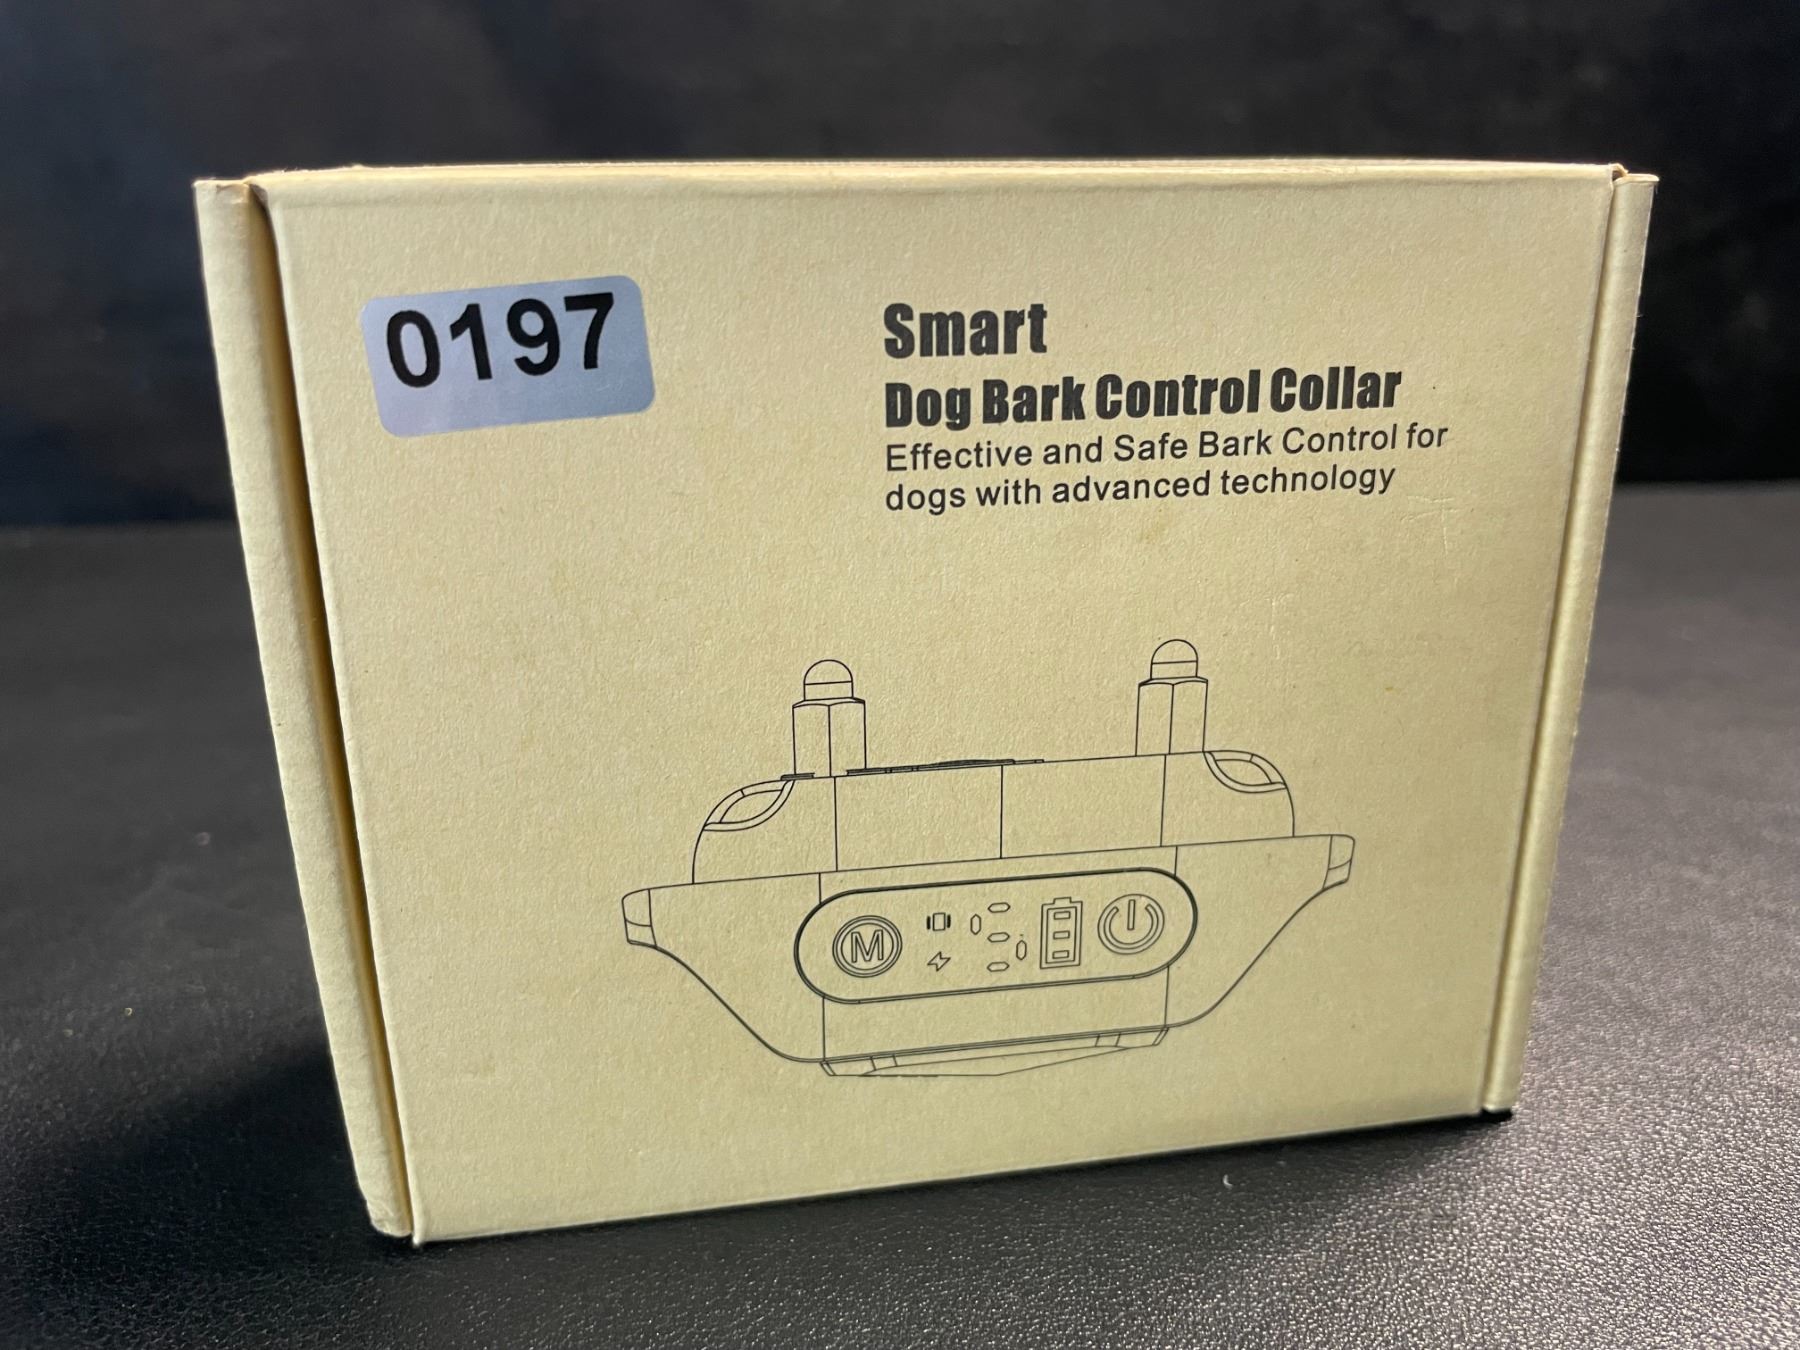 0197
Smart
Dog Bark Control Collar
Effective and Safe Bark Control for
dogs with advanced technology
M